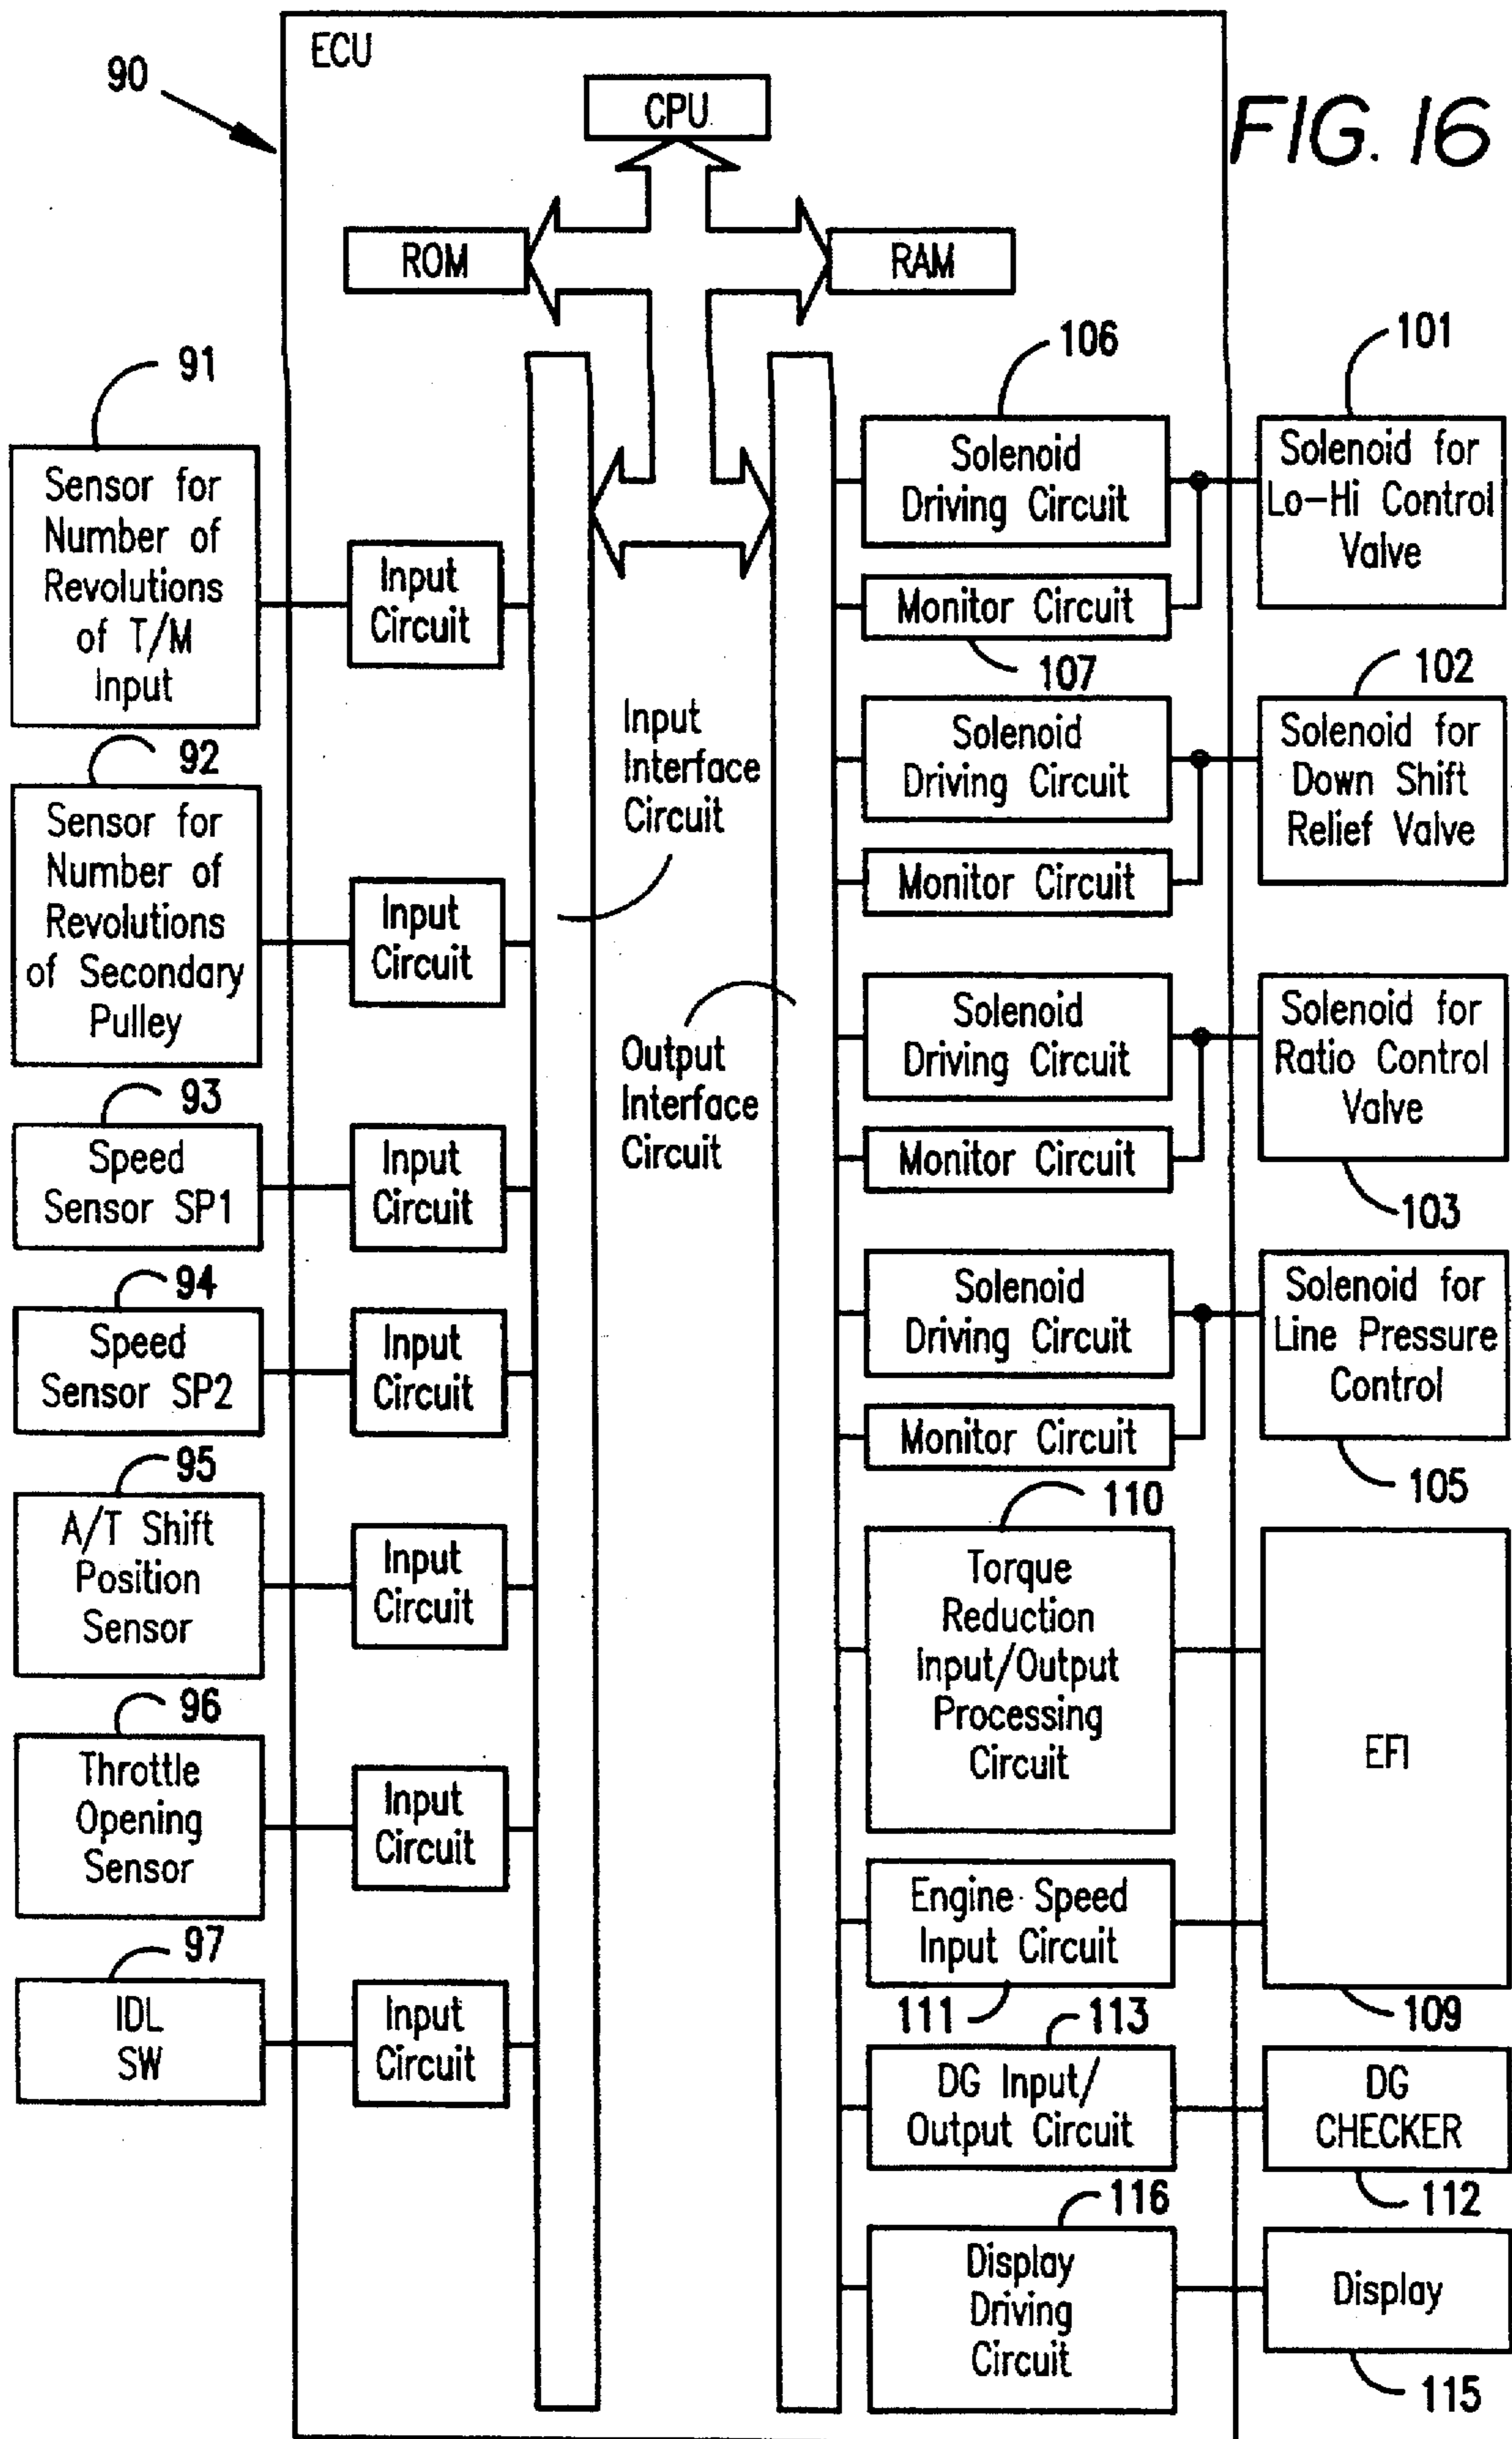 ECU
90
CPU
FIG. 16
ROM
RAM
91
Sensor for
Number of
Revolutions
of T/M
Input
Input
Circuit
92
Sensor for
Number of
Revolutions
of Secondary
Pulley
Input
Circuit
93
Speed
Sensor SP1
Input
Circuit
94
Speed
Sensor SP2
Input
Circuit
95
A/T Shift
Position
Sensor
Input
Circuit
96
Throttle
Opening
Sensor
Input
Circuit
97
IDL
SW
Input
Circuit
Input
Interface
Circuit
Output
Interface
Circuit
106
Solenoid
Driving Circuit
Monitor Circuit
107
101
Solenoid for
Lo-Hi Control
Valve
Solenoid
Driving Circuit
Monitor Circuit
102
Solenoid for
Down Shift
Relief Valve
Solenoid
Driving Circuit
Monitor Circuit
Solenoid for
Ratio Control
Valve
103
Solenoid
Driving Circuit
Monitor Circuit
Solenoid for
Line Pressure
Control
105
110
Torque
Reduction
Input/Output
Processing
Circuit
EFI
Engine Speed
Input Circuit
111
109
113
DG Input/
Output Circuit
DG
CHECKER
112
116
Display
Driving
Circuit
Display
115